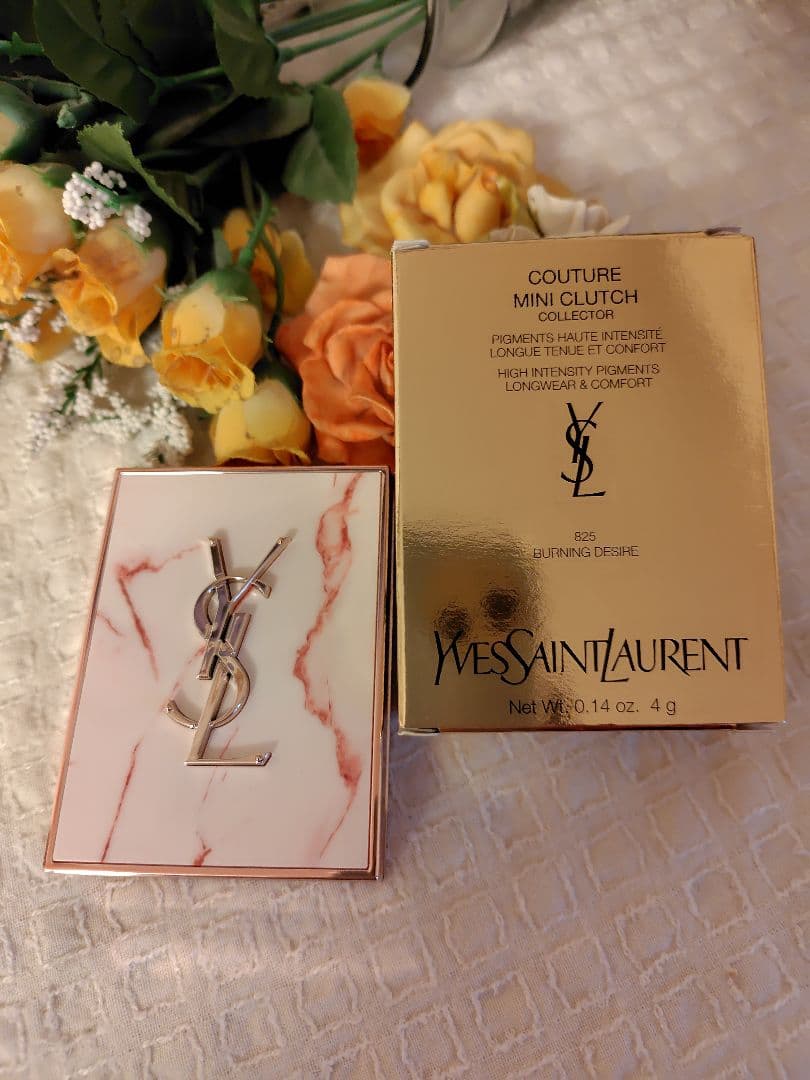 COUTURE
MINI CLUTCH
COLLECTOR
PIGMENTS HAUTE INTENSITÉ
LONGUE TENUE ET CONFORT
HIGH INTENSITY PIGMENTS
LONGWEAR & COMFORT
YSL
825
BURNING DESIRE
YVESSAINTLAURENT
Net Wt. 0.14 oz. 4 g
YSL